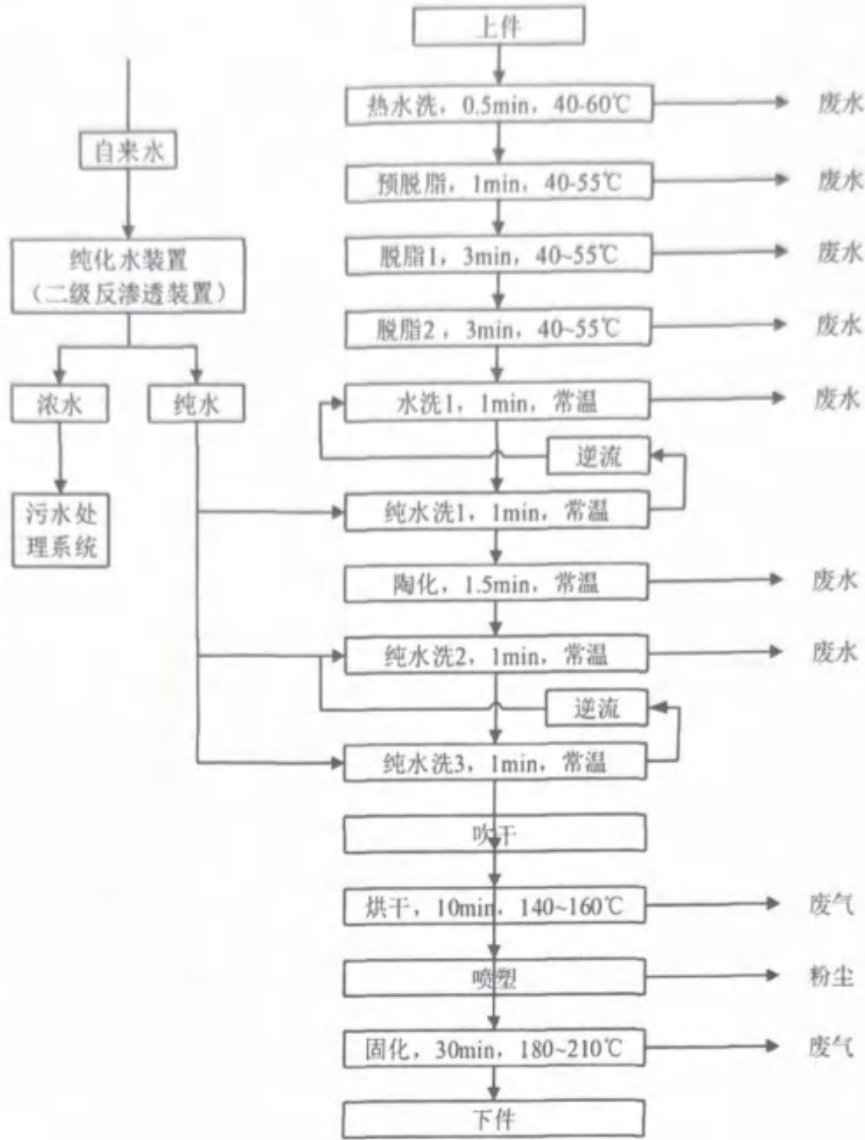 上件
热水洗，0.5min，40-60℃
废水
自来水
预脱脂，1min，40-55℃
废水
纯化水装置
（二级反渗透装置）
脱脂1，3min，40~55℃
废水
脱脂2，3min，40~55℃
废水
浓水
纯水
水洗1，1min，常温
废水
逆流
污水处
理系统
纯水洗1，1min，常温
陶化，1.5min，常温
废水
纯水洗2，1min，常温
废水
逆流
纯水洗3，1min，常温
吹干
烘干，10min，140~160℃
废气
喷塑
粉尘
固化，30min，180~210℃
废气
下件